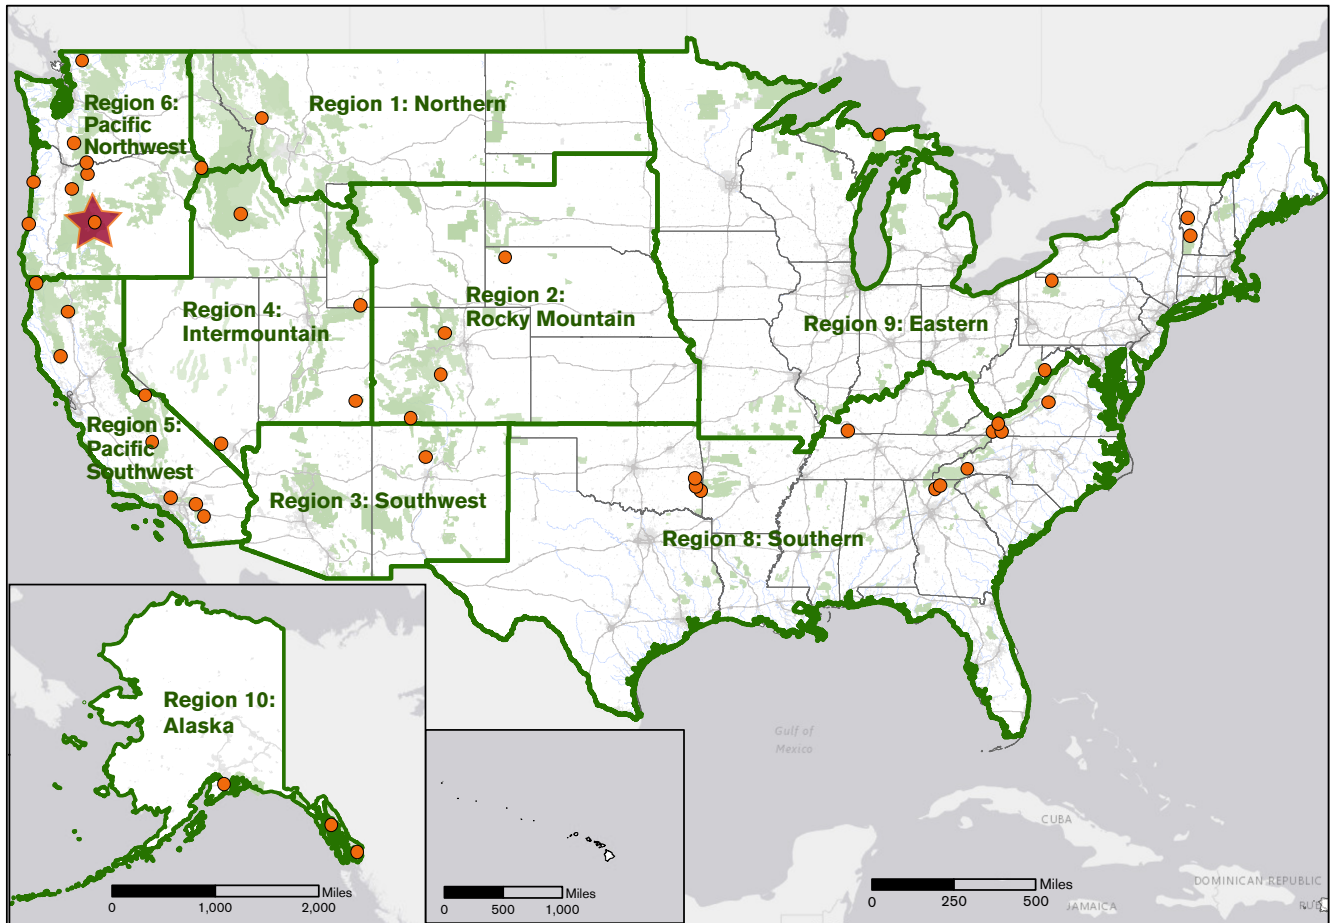 Region 6:
Pacific
Northwest
Region 1: Northern
Region 4:
Intermountain
Region 2:
Rocky Mountain
Region 9: Eastern
Region 5:
Pacific
Southwest
Region 3: Southwest
Region 8: Southern
Region 10:
Alaska
Gulf of
Mexico
CUBA
DOMINICAN REPUBLIC
JAMAICA
Miles
0 1,000 2,000
Miles
0 500 1,000
Miles
0 250 500